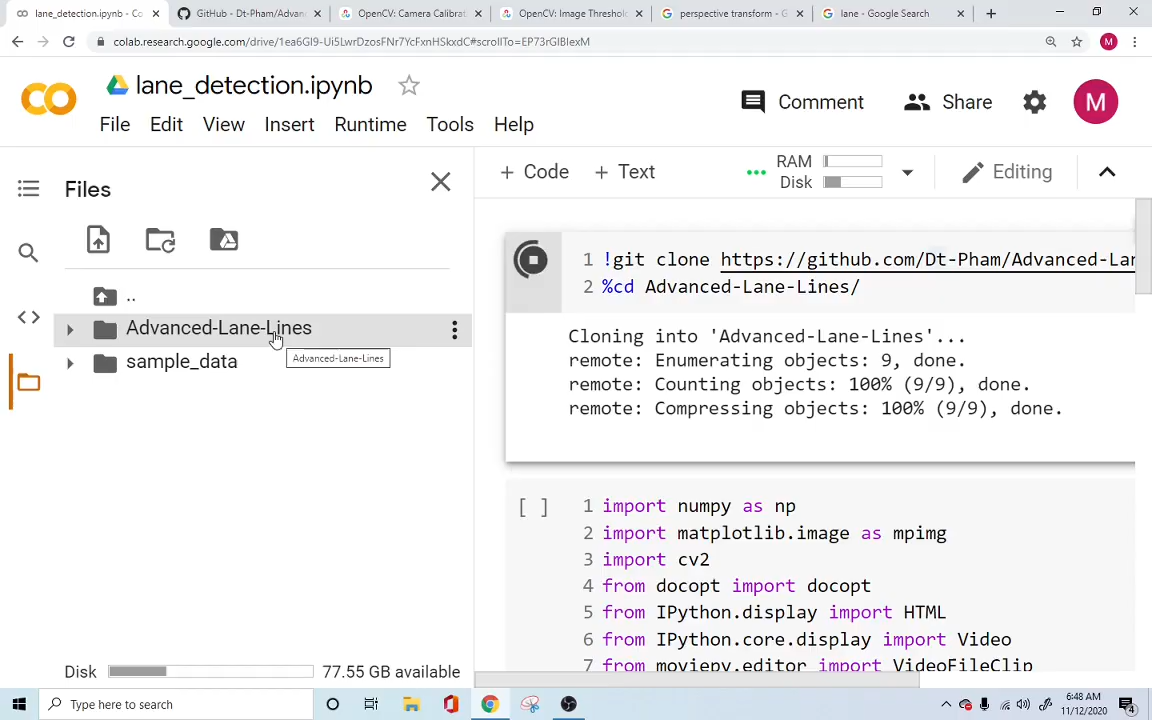 lane_detection.ipynb - Co
GitHub - Dt-Pham/Advan
OpenCV: Camera Calibrat
OpenCV: Image Threshold
perspective transform - G
lane - Google Search
colab.research.google.com/drive/1ea6GI9-Ui5LwrDzosFNr7YcFxnHSkxdC#scrollTo=EP73rGIBIexM
M
lane_detection.ipynb
Comment
Share
M
File Edit View Insert Runtime Tools Help
Files
+ Code + Text
RAM
Disk
Editing
..
Advanced-Lane-Lines
Advanced-Lane-Lines
sample_data
1 !git clone https://github.com/Dt-Pham/Advanced-Lan
2 %cd Advanced-Lane-Lines/
Cloning into 'Advanced-Lane-Lines'...
remote: Enumerating objects: 9, done.
remote: Counting objects: 100% (9/9), done.
remote: Compressing objects: 100% (9/9), done.
[ ]
1 import numpy as np
2 import matplotlib.image as mpimg
3 import cv2
4 from docopt import docopt
5 from IPython.display import HTML
6 from IPython.core.display import Video
7 from moviepy.editor import VideoFileClip
Disk
77.55 GB available
Type here to search
6:48 AM
11/12/2020
4